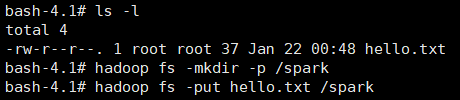 bash-4.1# ls -l
total 4
-rw-r--r--. 1 root root 37 Jan 22 00:48 hello.txt
bash-4.1# hadoop fs -mkdir -p /spark
bash-4.1# hadoop fs -put hello.txt /spark